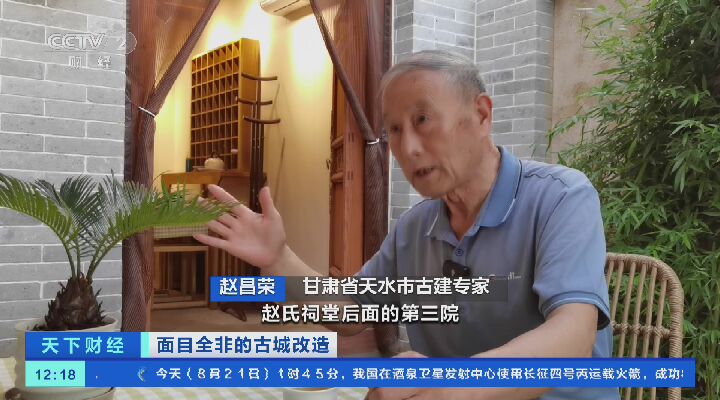 CCTV 2
财经
赵昌荣 甘肃省天水市古建专家
赵氏祠堂后面的第三院
天下财经 面目全非的古城改造
12:18 今天（8月21日）1时45分，我国在酒泉卫星发射中心使用长征四号丙运载火箭，成功